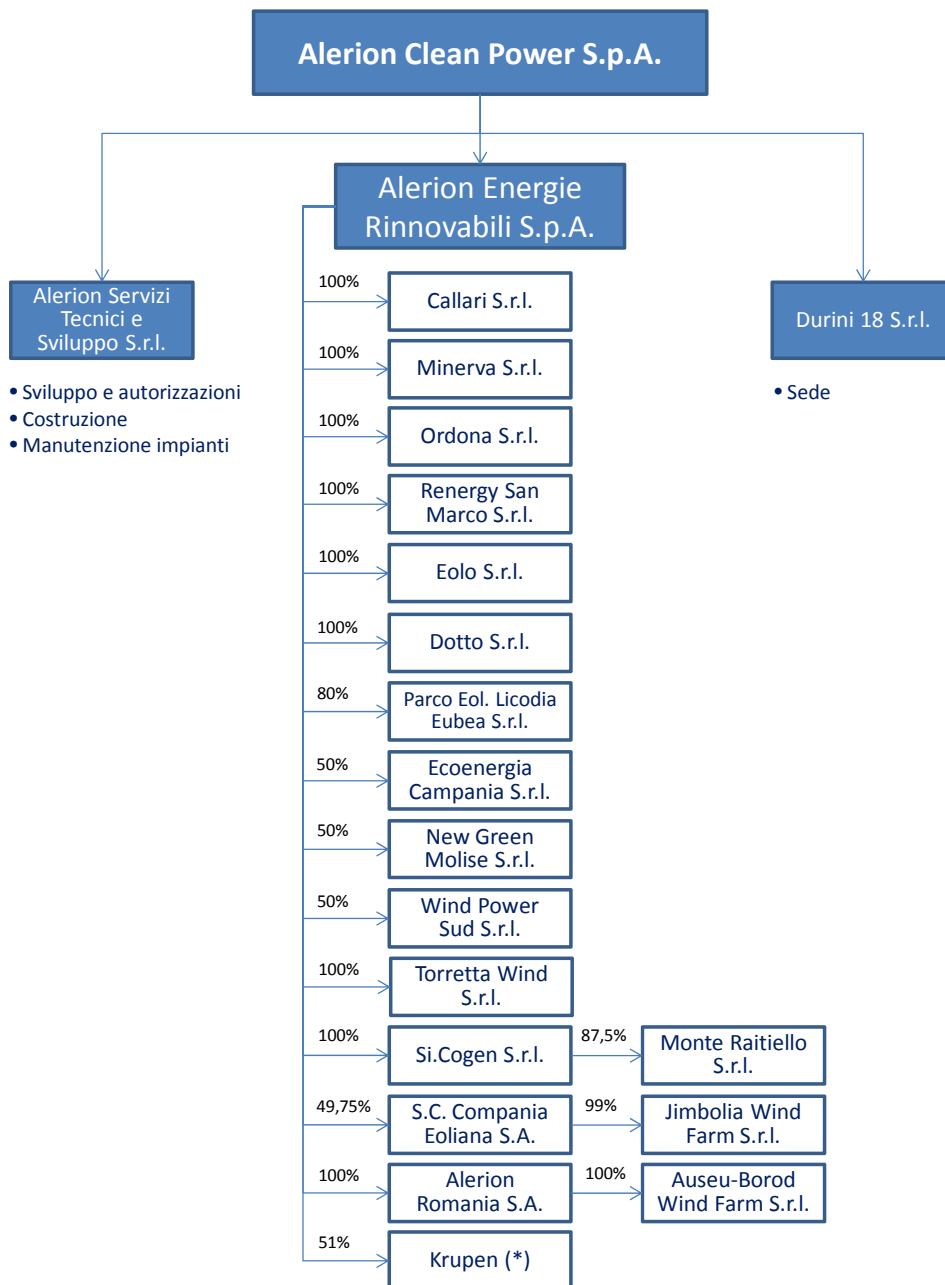 Alerion Clean Power S.p.A.
Alerion Energie
Rinnovabili S.p.A.
Alerion Servizi
Tecnici e
Sviluppo S.r.l.
• Sviluppo e autorizzazioni
• Costruzione
• Manutenzione impianti
Durini 18 S.r.l.
• Sede
100%
Callari S.r.l.
100%
Minerva S.r.l.
100%
Ordona S.r.l.
100%
Renergy San
Marco S.r.l.
100%
Eolo S.r.l.
100%
Dotto S.r.l.
80%
Parco Eol. Licodia
Eubea S.r.l.
50%
Ecoenergia
Campania S.r.l.
50%
New Green
Molise S.r.l.
50%
Wind Power
Sud S.r.l.
100%
Torretta Wind
S.r.l.
100%
Si.Cogen S.r.l.
87,5%
Monte Raitiello
S.r.l.
49,75%
S.C. Compania
Eoliana S.A.
99%
Jimbolia Wind
Farm S.r.l.
100%
Alerion
Romania S.A.
100%
Auseu-Borod
Wind Farm S.r.l.
51%
Krupen (*)